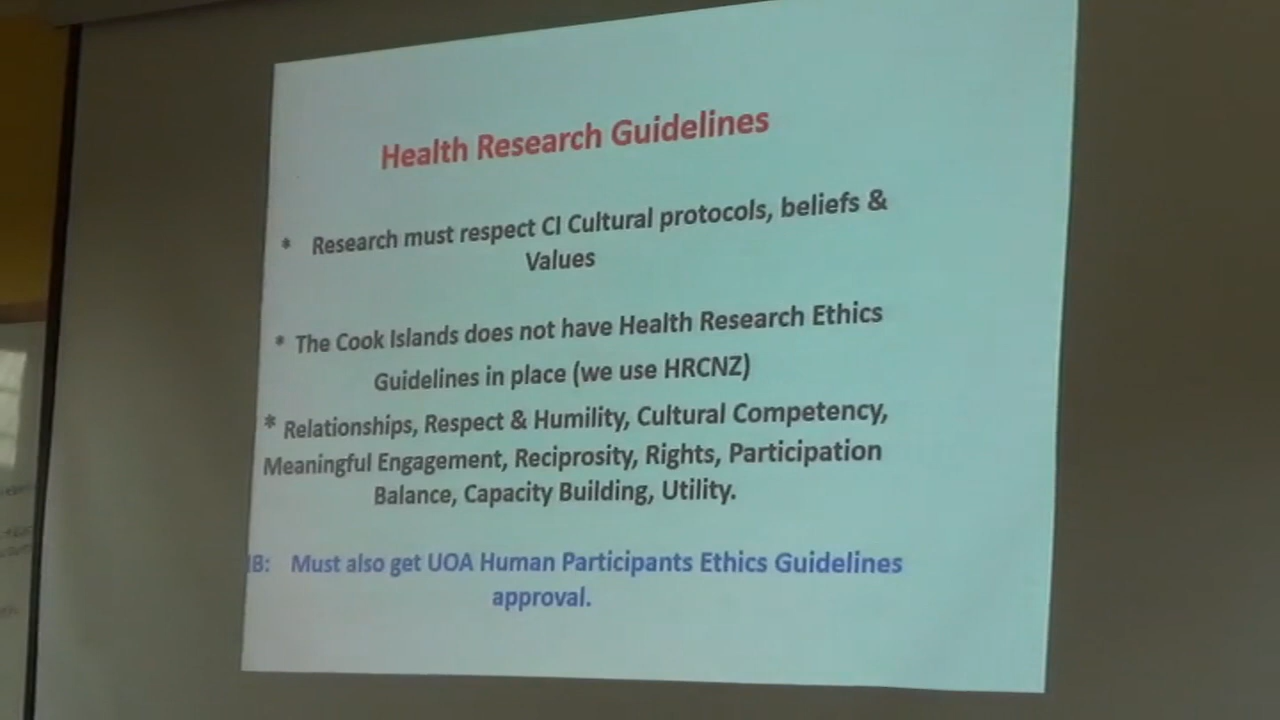 Health Research Guidelines
* Research must respect CI Cultural protocols, beliefs &
Values
* The Cook Islands does not have Health Research Ethics
Guidelines in place (we use HRCNZ)
* Relationships, Respect & Humility, Cultural Competency,
Meaningful Engagement, Reciprosity, Rights, Participation
Balance, Capacity Building, Utility.
B: Must also get UOA Human Participants Ethics Guidelines
approval.